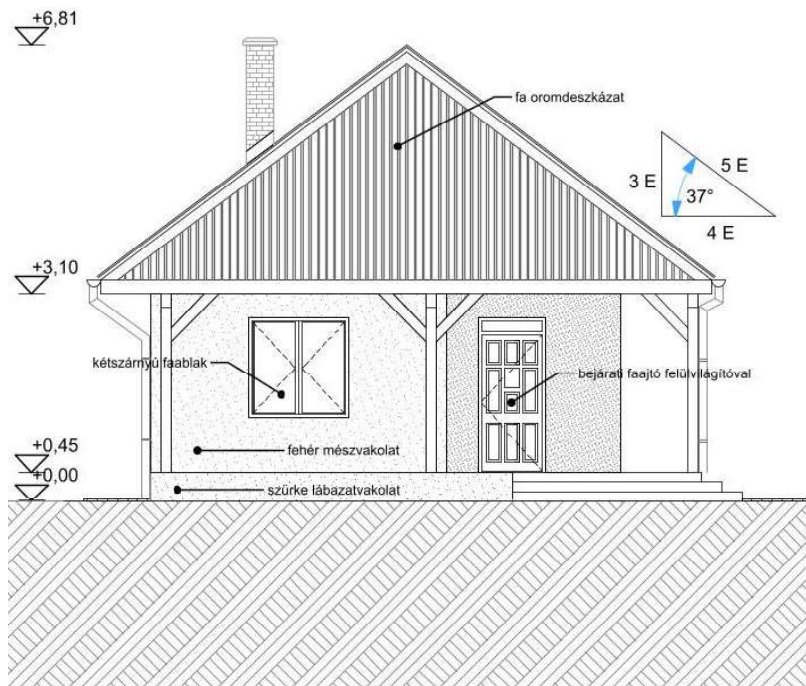 +6,81
fa oromdeszkázat
5 E
3 E
37°
4 E
+3,10
kétszárnyú faablak
bejárati faajtó felülvilágítóval
+0,45
fehér mészvakolat
+0,00
szürke lábazatvakolat